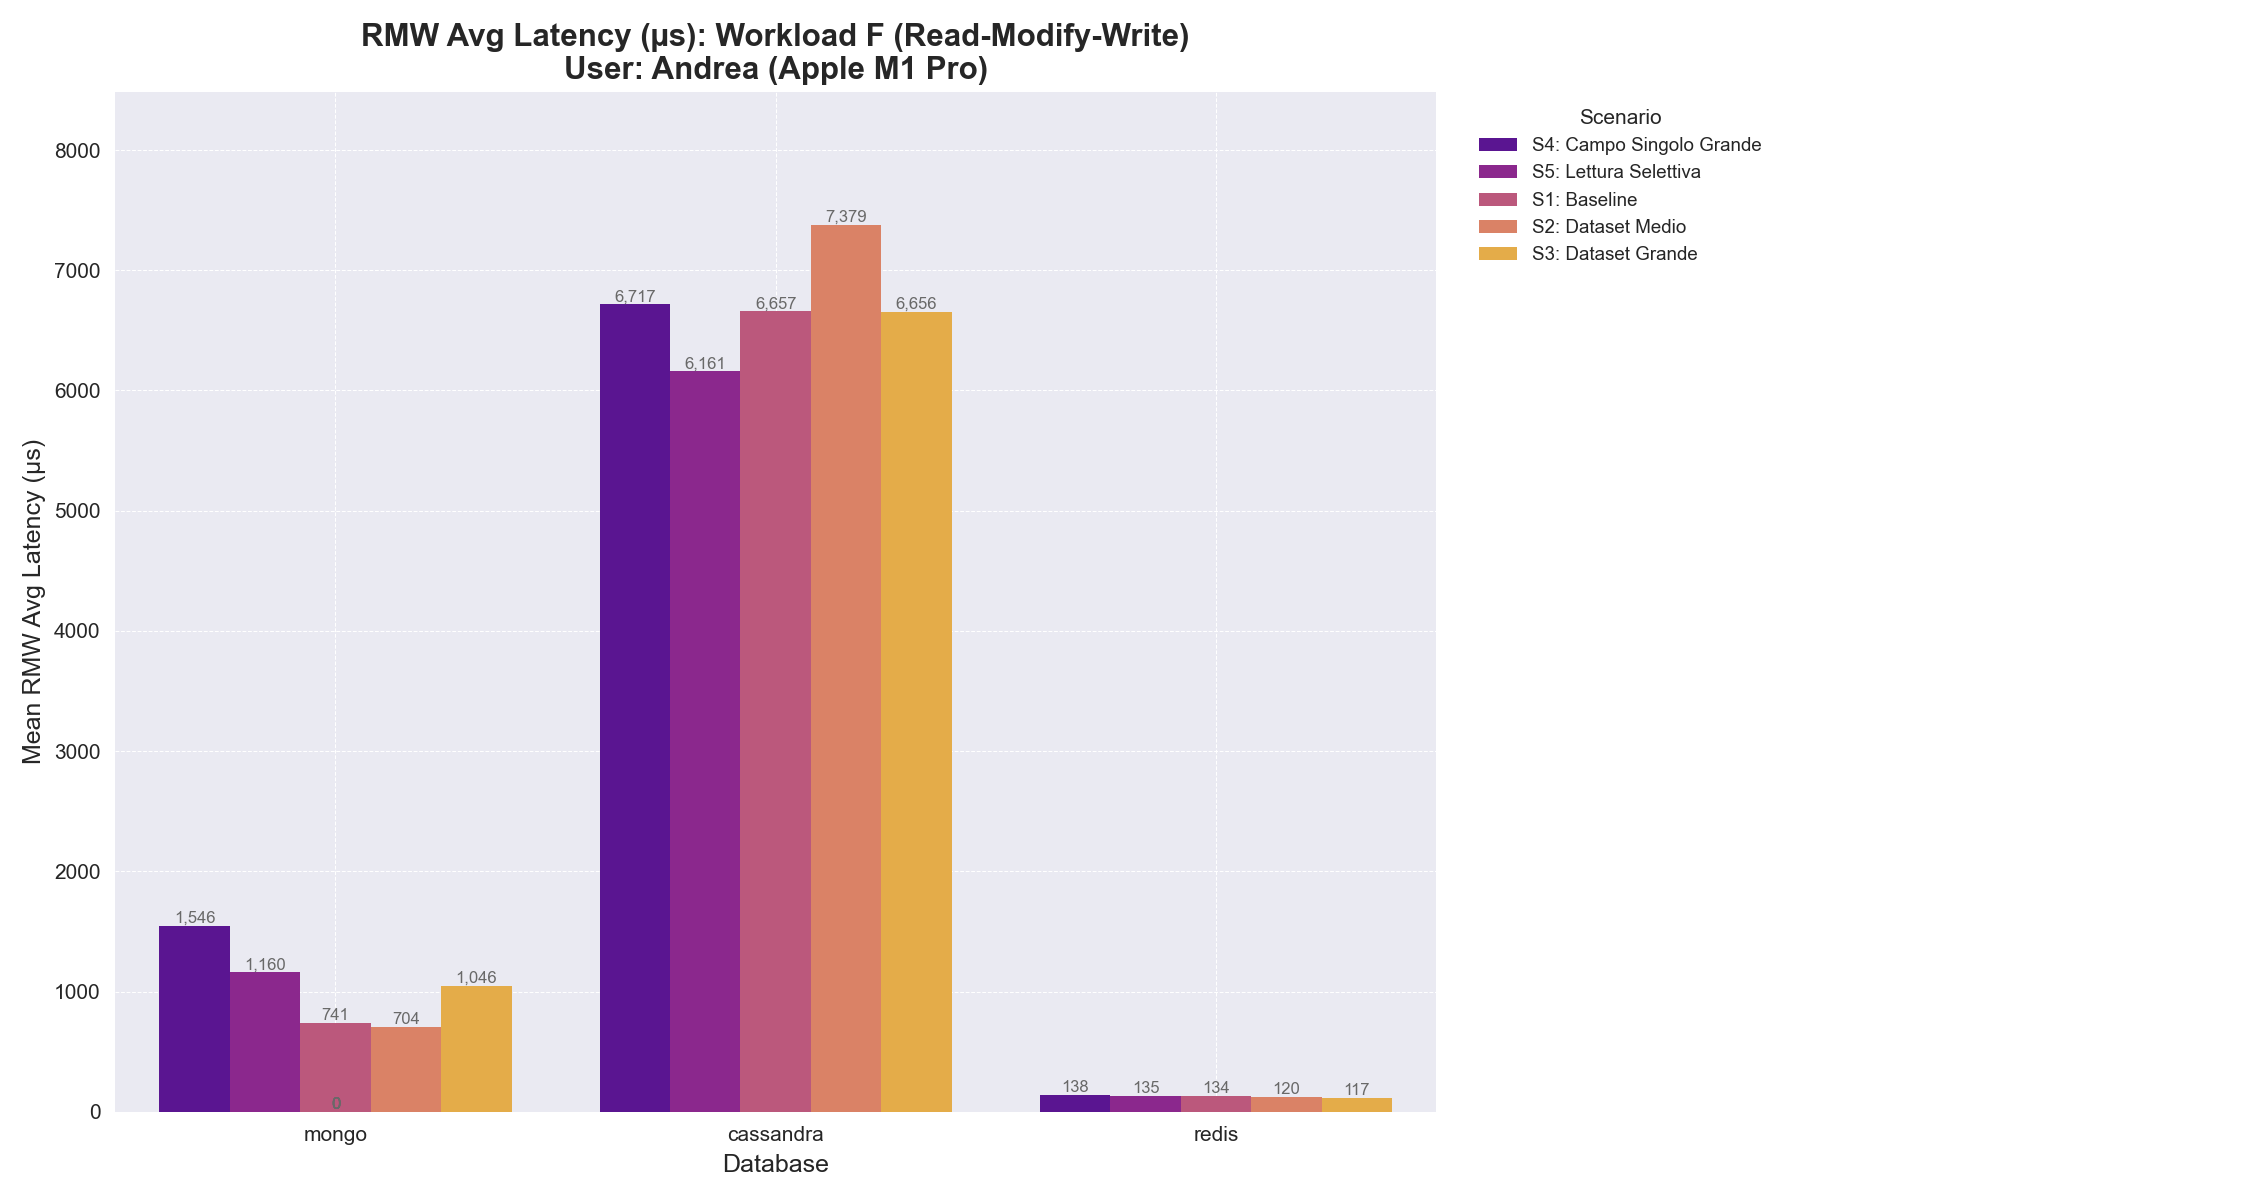 RMW Avg Latency (µs): Workload F (Read-Modify-Write)
User: Andrea (Apple M1 Pro)
Mean RMW Avg Latency (µs)
8000
7000
6000
5000
4000
3000
2000
1000
0
1,546
1,160
741
704
1,046
0
6,717
6,161
6,657
7,379
6,656
138
135
134
120
117
mongo
cassandra
redis
Database
Scenario
S4: Campo Singolo Grande
S5: Lettura Selettiva
S1: Baseline
S2: Dataset Medio
S3: Dataset Grande